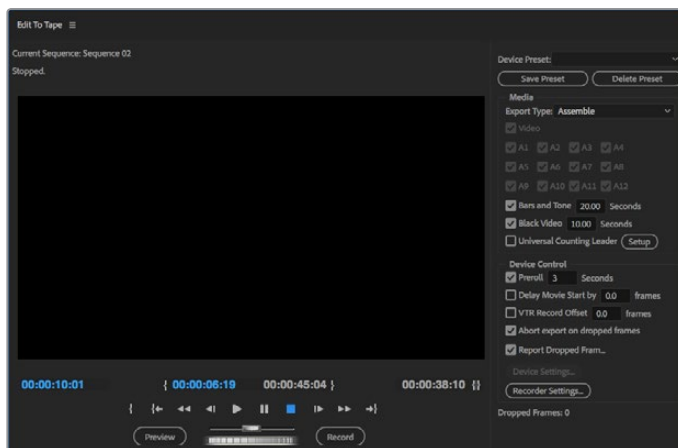 Edit To Tape
Current Sequence: Sequence 02
Stopped.
00:00:10:01
{ 00:00:06:19
00:00:45:04 }
00:00:38:10 {}
Preview
Record
Device Preset:
Save Preset
Delete Preset
Media
Export Type: Assemble
Video
A1 A2 A3 A4
A5 A6 A7 A8
A9 A10 A11 A12
Bars and Tone 20.00 Seconds
Black Video 10.00 Seconds
Universal Counting Leader Setup
Device Control
Preroll 3 Seconds
Delay Movie Start by 0.0 frames
VTR Record Offset 0.0 frames
Abort export on dropped frames
Report Dropped Fram...
Device Settings...
Recorder Settings...
Dropped Frames: 0